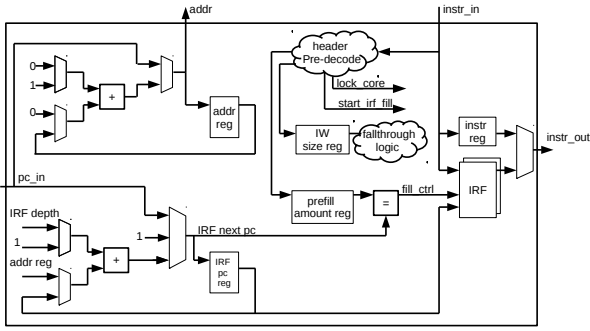 addr
instr_in
header
Pre-decode
0
1
+
0
addr
reg
lock_core
start_irf_fill
IW
size reg
fallthrough
logic
instr
reg
instr_out
pc_in
prefill
amount reg
=
fill_ctrl
IRF
IRF depth
1
1
IRF next pc
addr reg
+
IRF
pc
reg